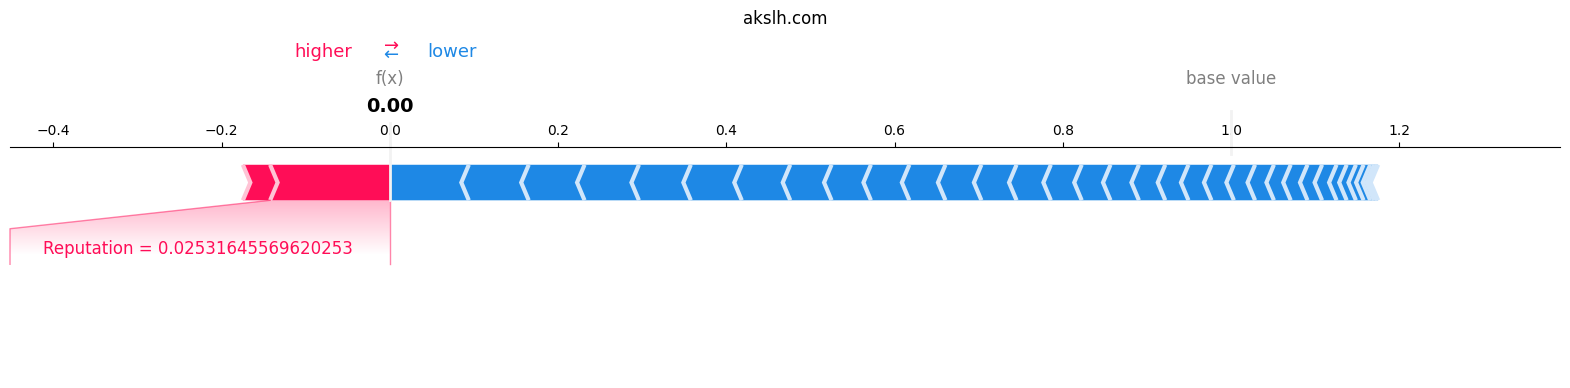 akslh.com
higher ⇄ lower
f(x) base value
0.00
−0.4 −0.2 0.0 0.2 0.4 0.6 0.8 1.0 1.2
Reputation = 0.02531645569620253